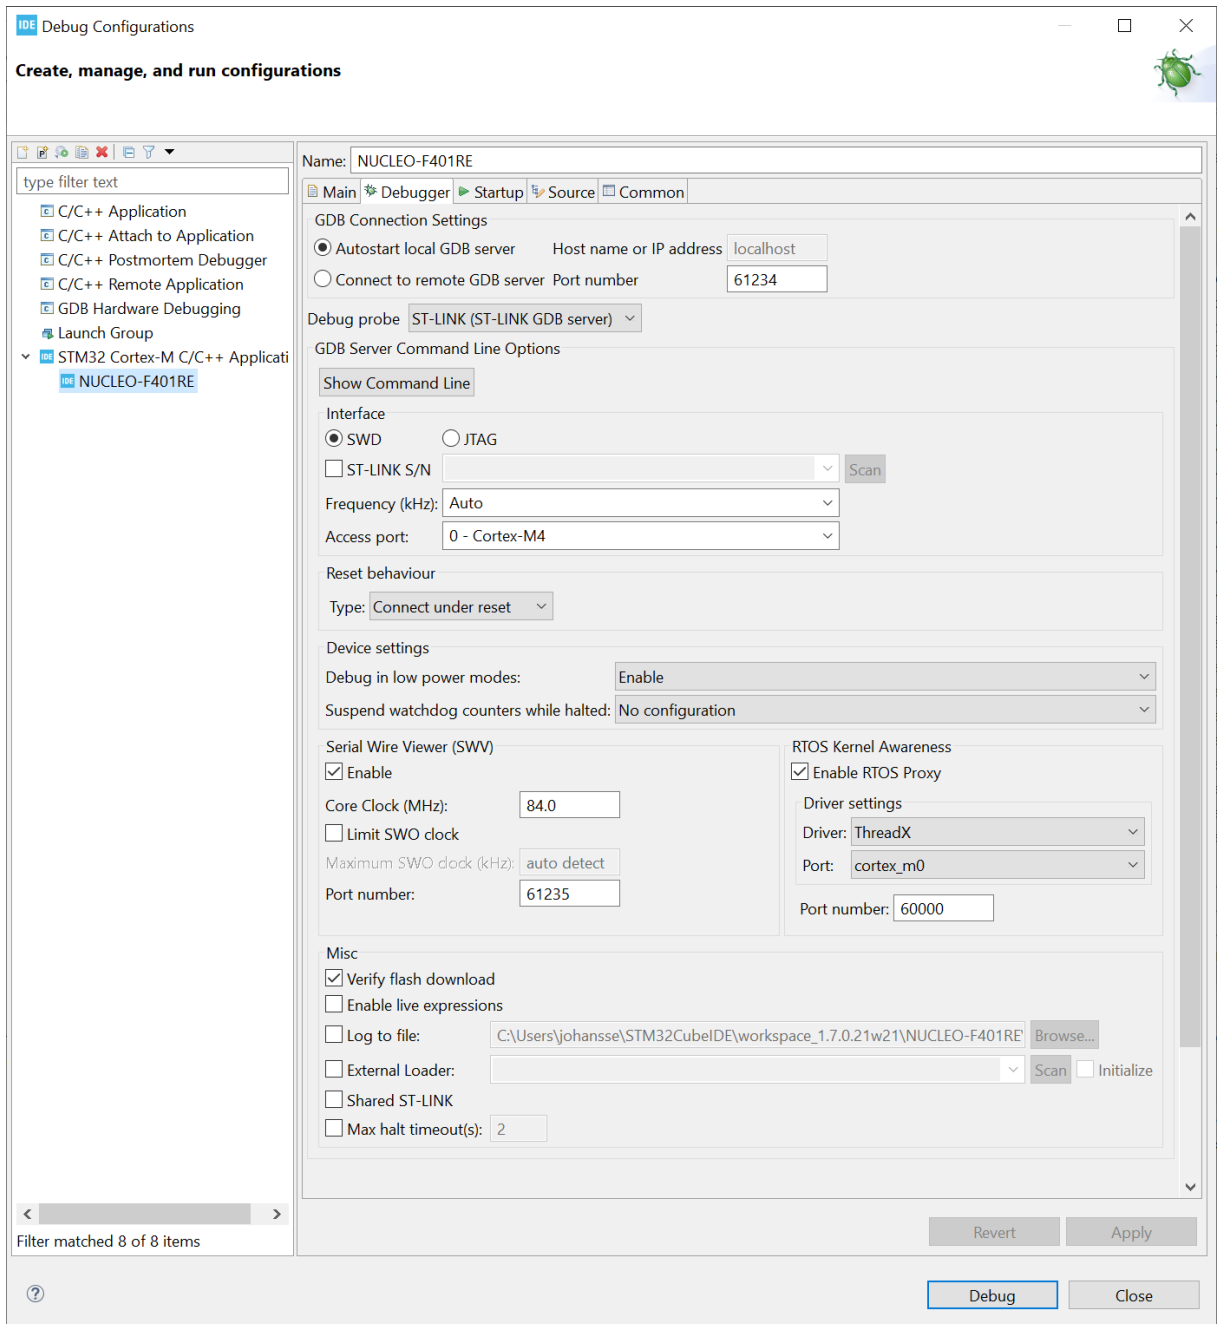 IDE Debug Configurations
Create, manage, and run configurations
type filter text
C/C++ Application
C/C++ Attach to Application
C/C++ Postmortem Debugger
C/C++ Remote Application
GDB Hardware Debugging
Launch Group
IDE STM32 Cortex-M C/C++ Applicati
IDE NUCLEO-F401RE
Filter matched 8 of 8 items
Name: NUCLEO-F401RE
Main Debugger Startup Source Common
GDB Connection Settings
Autostart local GDB server Host name or IP address localhost
Connect to remote GDB server Port number 61234
Debug probe ST-LINK (ST-LINK GDB server)
GDB Server Command Line Options
Show Command Line
Interface
SWD JTAG
ST-LINK S/N Scan
Frequency (kHz): Auto
Access port: 0 - Cortex-M4
Reset behaviour
Type: Connect under reset
Device settings
Debug in low power modes: Enable
Suspend watchdog counters while halted: No configuration
Serial Wire Viewer (SWV)
Enable
Core Clock (MHz): 84.0
Limit SWO clock
Maximum SWO clock (kHz): auto detect
Port number: 61235
RTOS Kernel Awareness
Enable RTOS Proxy
Driver settings
Driver: ThreadX
Port: cortex_m0
Port number: 60000
Misc
Verify flash download
Enable live expressions
Log to file: C:\Users\johansse\STM32CubeIDE\workspace_1.7.0.21w21\NUCLEO-F401RE\ Browse...
External Loader: Scan Initialize
Shared ST-LINK
Max halt timeout(s): 2
Revert Apply
? Debug Close